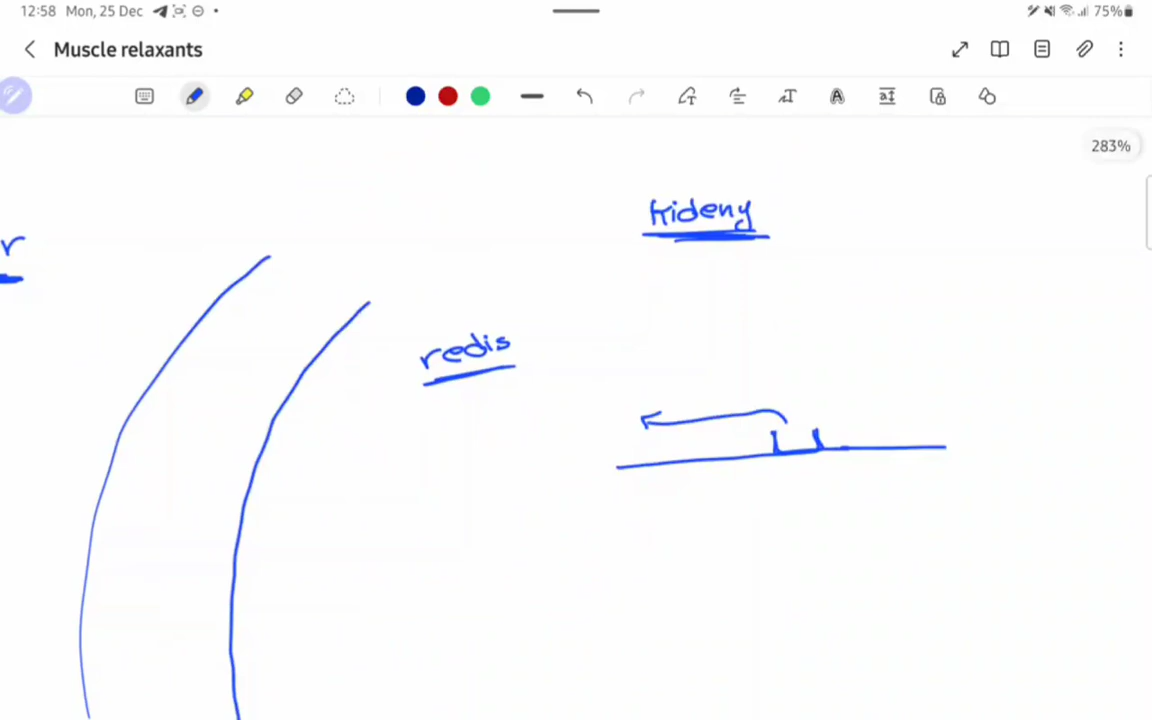 12:58 Mon, 25 Dec
75%
Muscle relaxants
283%
kideny
r
redis